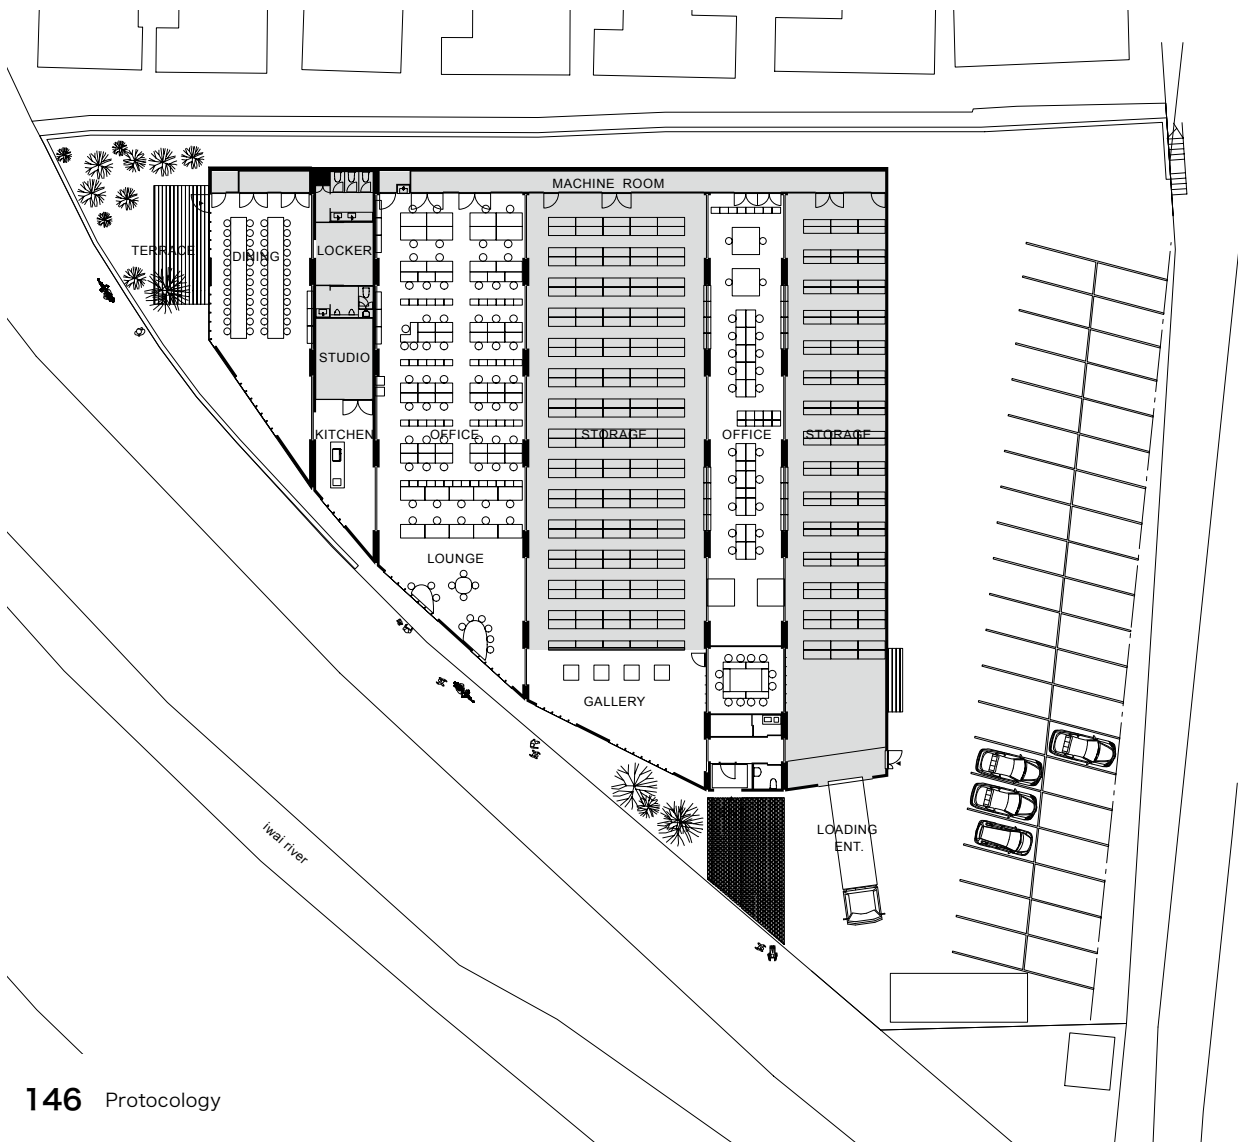 MACHINE ROOM
TERRACE
DINING
LOCKER
STUDIO
KITCHEN
OFFICE
STORAGE
OFFICE
STORAGE
LOUNGE
GALLERY
LOADING
ENT.
iwai river
146 Protocology